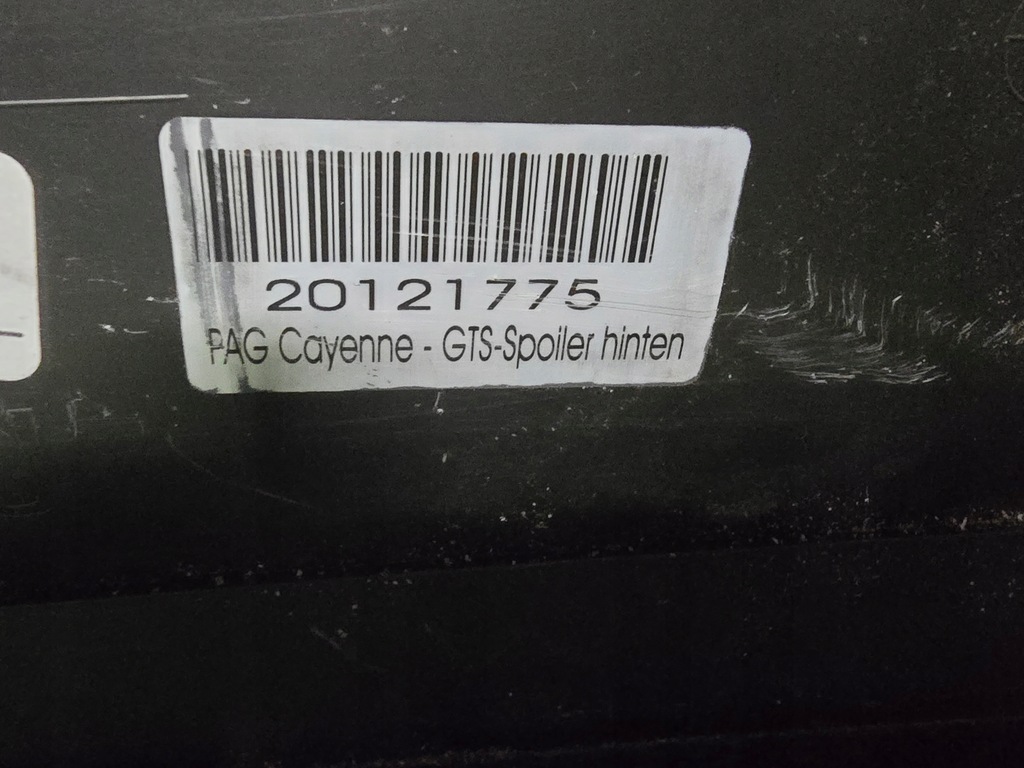 20121775
PAG Cayenne - GTS-Spoiler hinten